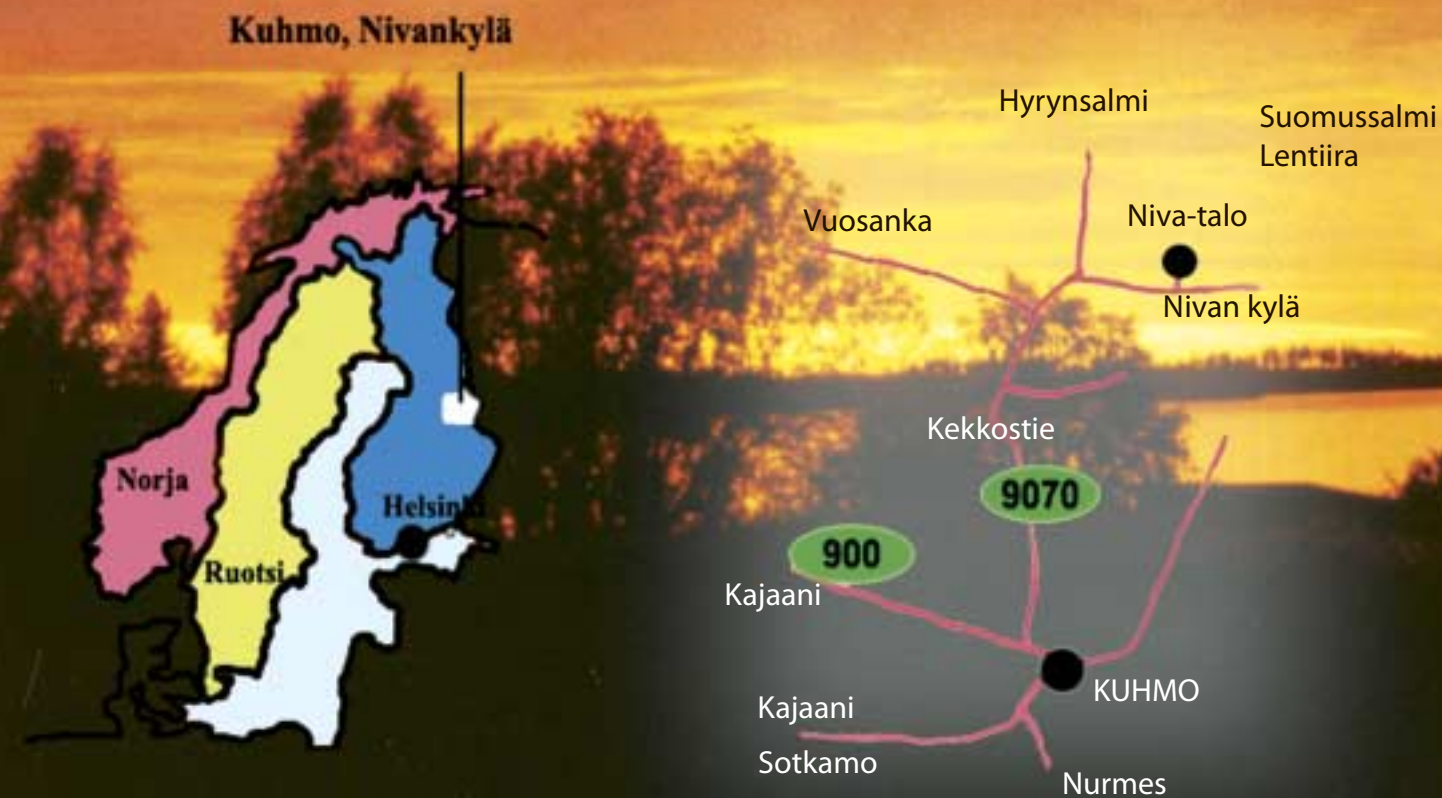 Kuhmo, Nivankylä
Norja
Ruotsi
Helsinki
Hyrynsalmi
Suomussalmi
Lentiira
Vuosanka
Niva-talo
Nivan kylä
Kekkostie
9070
900
Kajaani
KUHMO
Kajaani
Sotkamo
Nurmes